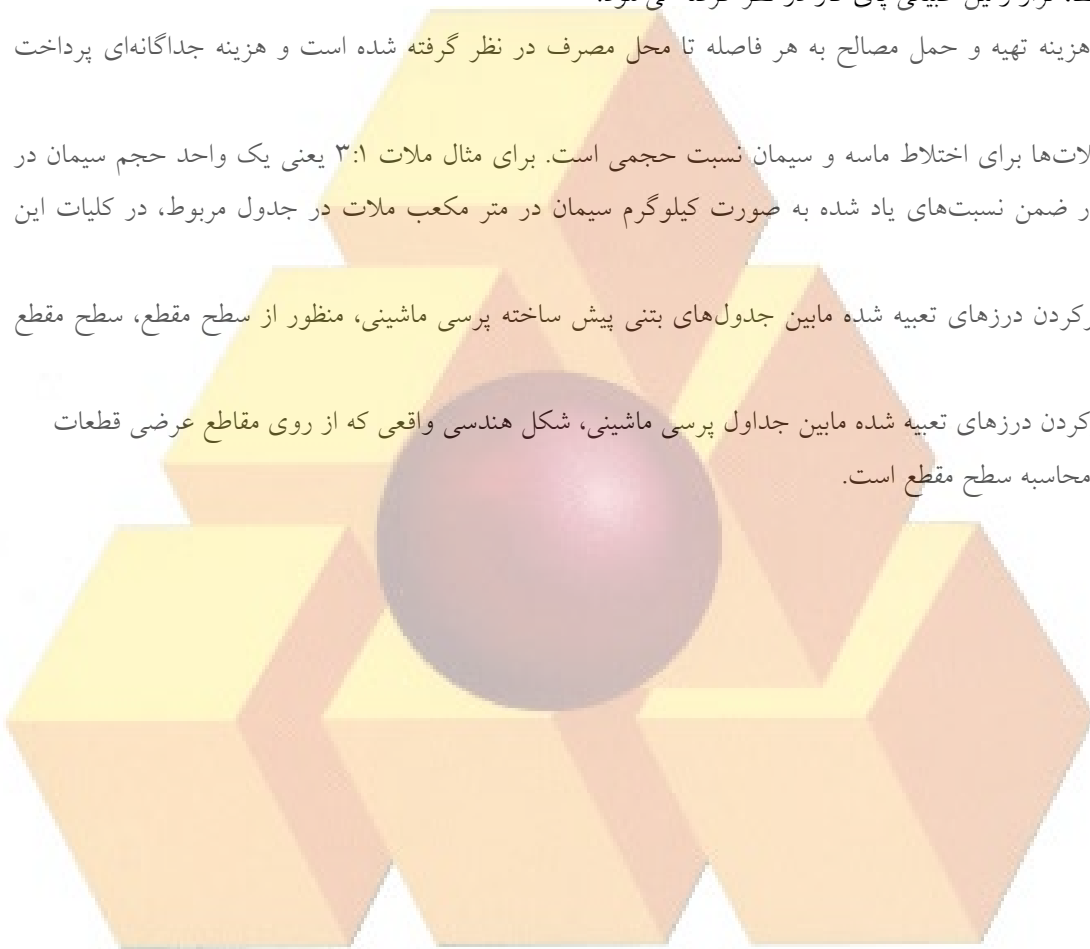 هزینه تهیه و حمل مصالح به هر فاصله تا محل مصرف در نظر گرفته شده است و هزینه جداگانه‌ای پرداخت
لات‌ها برای اختلاط ماسه و سیمان نسبت حجمی است. برای مثال ملات ۳:۱ یعنی یک واحد حجم سیمان در
ر ضمن نسبت‌های یاد شده به صورت کیلوگرم سیمان در متر مکعب ملات در جدول مربوط، در کلیات این
رکردن درزهای تعبیه شده مابین جدول‌های بتنی پیش ساخته پرسی ماشینی، منظور از سطح مقطع، سطح مقطع
کردن درزهای تعبیه شده مابین جداول پرسی ماشینی، شکل هندسی واقعی که از روی مقاطع عرضی قطعات
محاسبه سطح مقطع است.